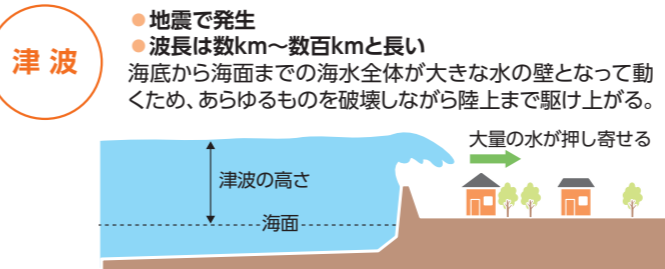 津波
● 地震で発生
● 波長は数km～数百kmと長い
海底から海面までの海水全体が大きな水の壁となって動
くため、あらゆるものを破壊しながら陸上まで駆け上がる。
大量の水が押し寄せる
津波の高さ
海面